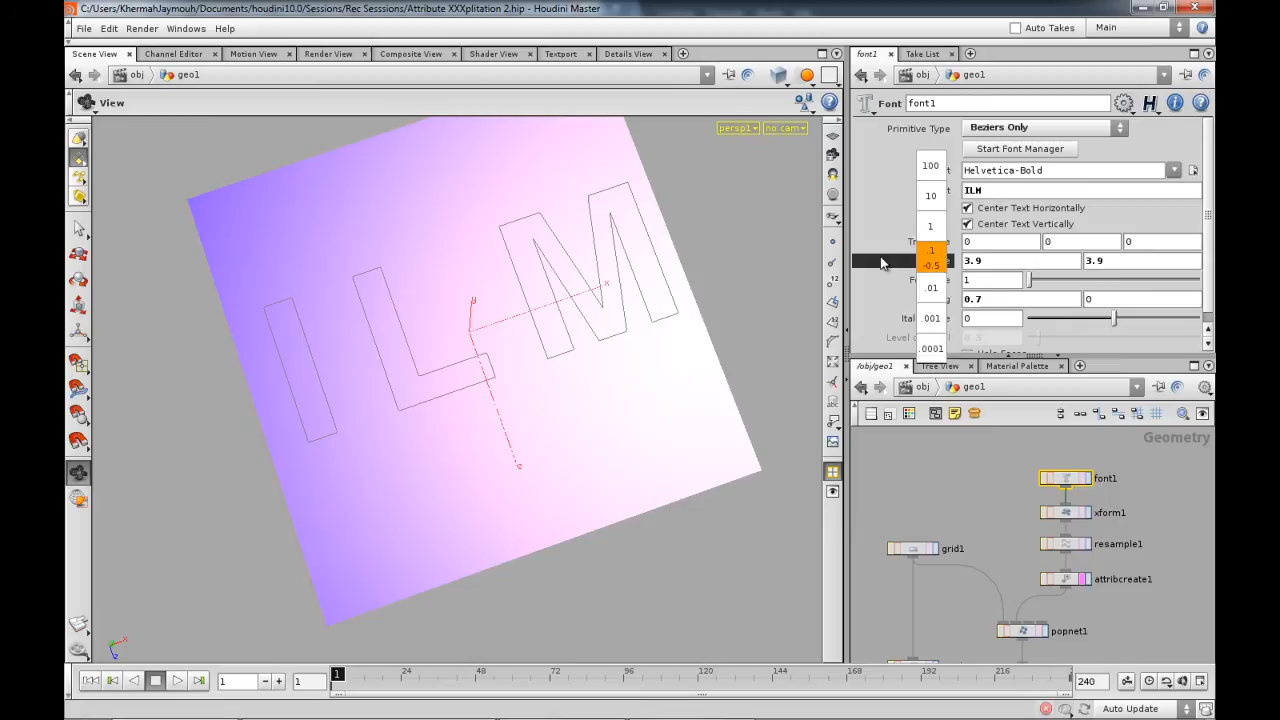 C:/Users/KhermahJaymouh/Documents/houdini10.0/Sessions/Rec Sesssions/Attribute XXXplitation 2.hip - Houdini Master
File Edit Render Windows Help
Auto Takes Main
Scene View Channel Editor Motion View Render View Composite View Shader View Textport Details View
font1 Take List
obj geo1
obj geo1
View
Font font1
persp1 no cam
Primitive Type Beziers Only
Start Font Manager
Helvetica-Bold
ILM
Center Text Horizontally
Center Text Vertically
0 0 0
3.9 3.9
1
0.7 0
Ital 0
Level
100
10
1
.1
-0.5
.01
.001
.0001
ILM
y
x
z
/obj/geo1 Tree View Material Palette
obj geo1
Geometry
font1
xform1
resample1
grid1
attribcreate1
popnet1
x
z
1 1 1 24 48 72 96 120 144 168 192 216 240
Auto Update